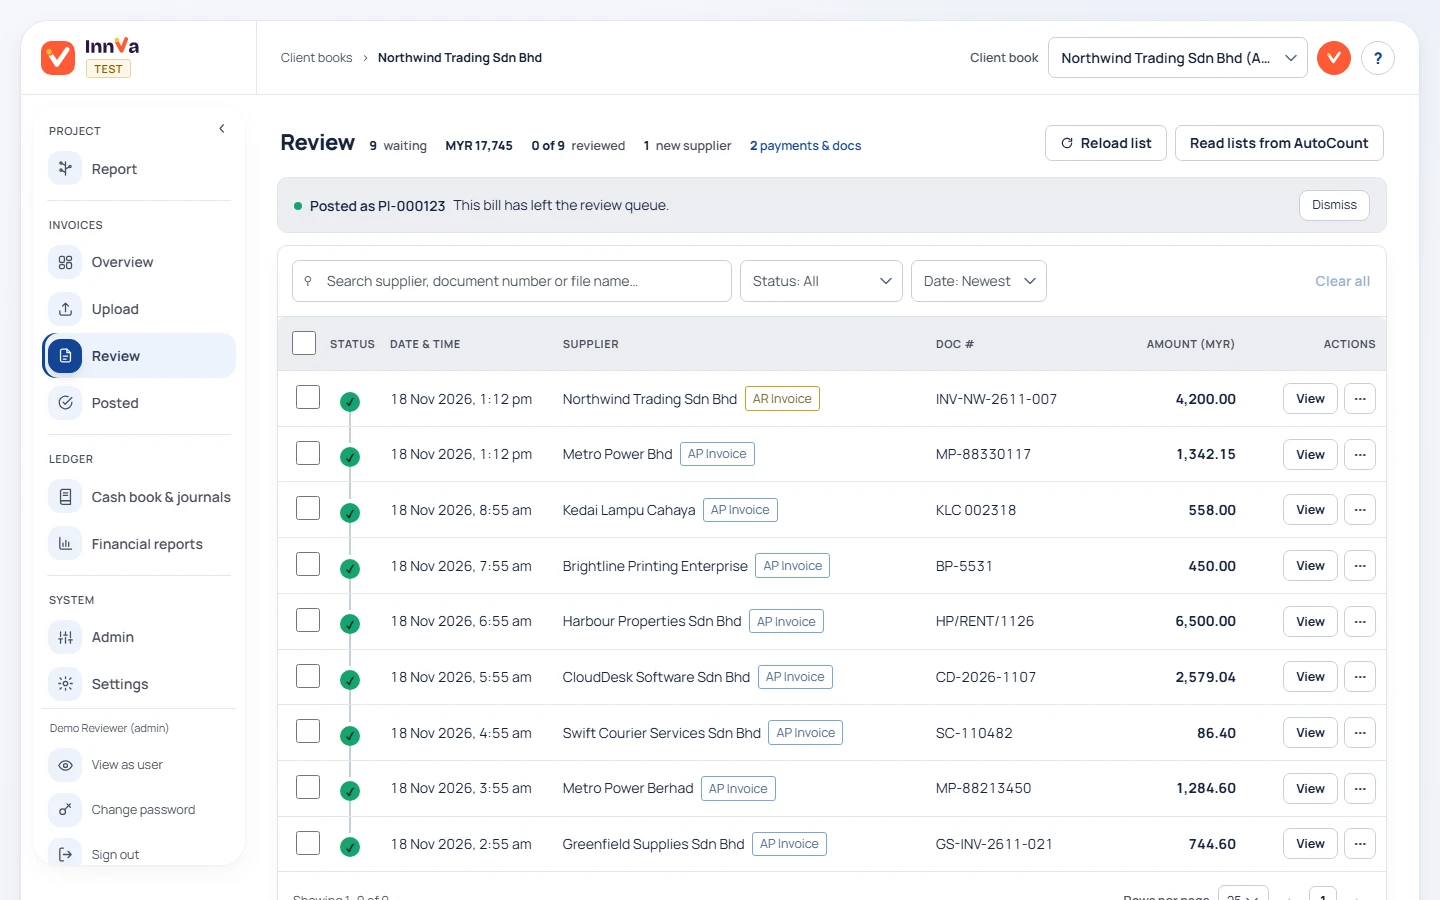 InnVa
TEST
Client books › Northwind Trading Sdn Bhd
Client book
Northwind Trading Sdn Bhd (A...
?
PROJECT
Report
INVOICES
Overview
Upload
Review
Posted
LEDGER
Cash book & journals
Financial reports
SYSTEM
Admin
Settings
Demo Reviewer (admin)
View as user
Change password
Sign out
Review 9 waiting MYR 17,745 0 of 9 reviewed 1 new supplier 2 payments & docs
Reload list
Read lists from AutoCount
Posted as PI-000123 This bill has left the review queue.
Dismiss
Search supplier, document number or file name...
Status: All
Date: Newest
Clear all
STATUS DATE & TIME SUPPLIER DOC # AMOUNT (MYR) ACTIONS
18 Nov 2026, 1:12 pm Northwind Trading Sdn Bhd AR Invoice INV-NW-2611-007 4,200.00 View ...
18 Nov 2026, 1:12 pm Metro Power Bhd AP Invoice MP-88330117 1,342.15 View ...
18 Nov 2026, 8:55 am Kedai Lampu Cahaya AP Invoice KLC 002318 558.00 View ...
18 Nov 2026, 7:55 am Brightline Printing Enterprise AP Invoice BP-5531 450.00 View ...
18 Nov 2026, 6:55 am Harbour Properties Sdn Bhd AP Invoice HP/RENT/1126 6,500.00 View ...
18 Nov 2026, 5:55 am CloudDesk Software Sdn Bhd AP Invoice CD-2026-1107 2,579.04 View ...
18 Nov 2026, 4:55 am Swift Courier Services Sdn Bhd AP Invoice SC-110482 86.40 View ...
18 Nov 2026, 3:55 am Metro Power Berhad AP Invoice MP-88213450 1,284.60 View ...
18 Nov 2026, 2:55 am Greenfield Supplies Sdn Bhd AP Invoice GS-INV-2611-021 744.60 View ...
Rows per page 25 1